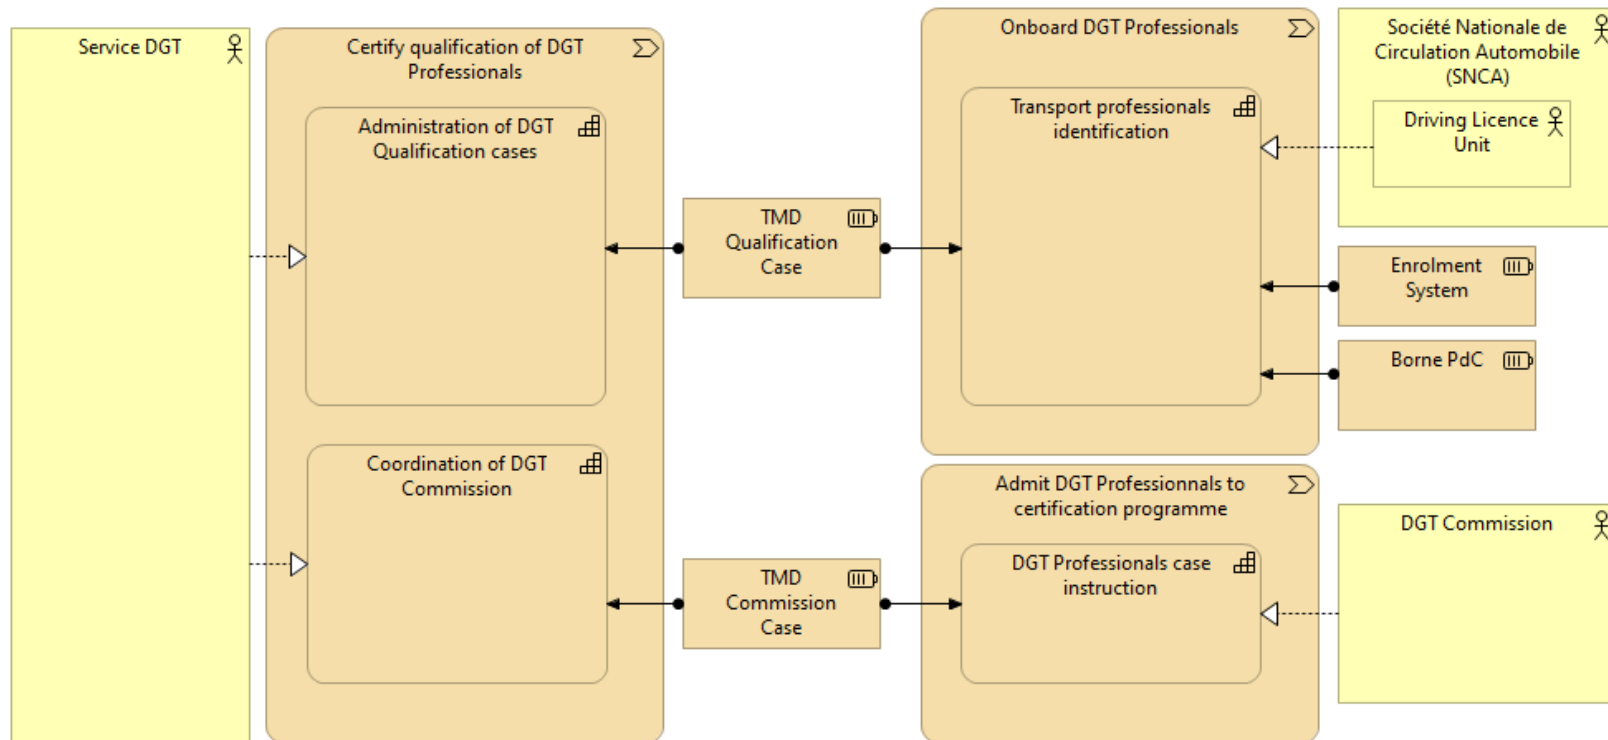 Service DGT
Certify qualification of DGT
Professionals
Administration of DGT
Qualification cases
Coordination of DGT
Commission
TMD
Qualification
Case
TMD
Commission
Case
Onboard DGT Professionals
Transport professionals
identification
Admit DGT Professionnals to
certification programme
DGT Professionals case
instruction
Société Nationale de
Circulation Automobile
(SNCA)
Driving Licence
Unit
Enrolment
System
Borne PdC
DGT Commission